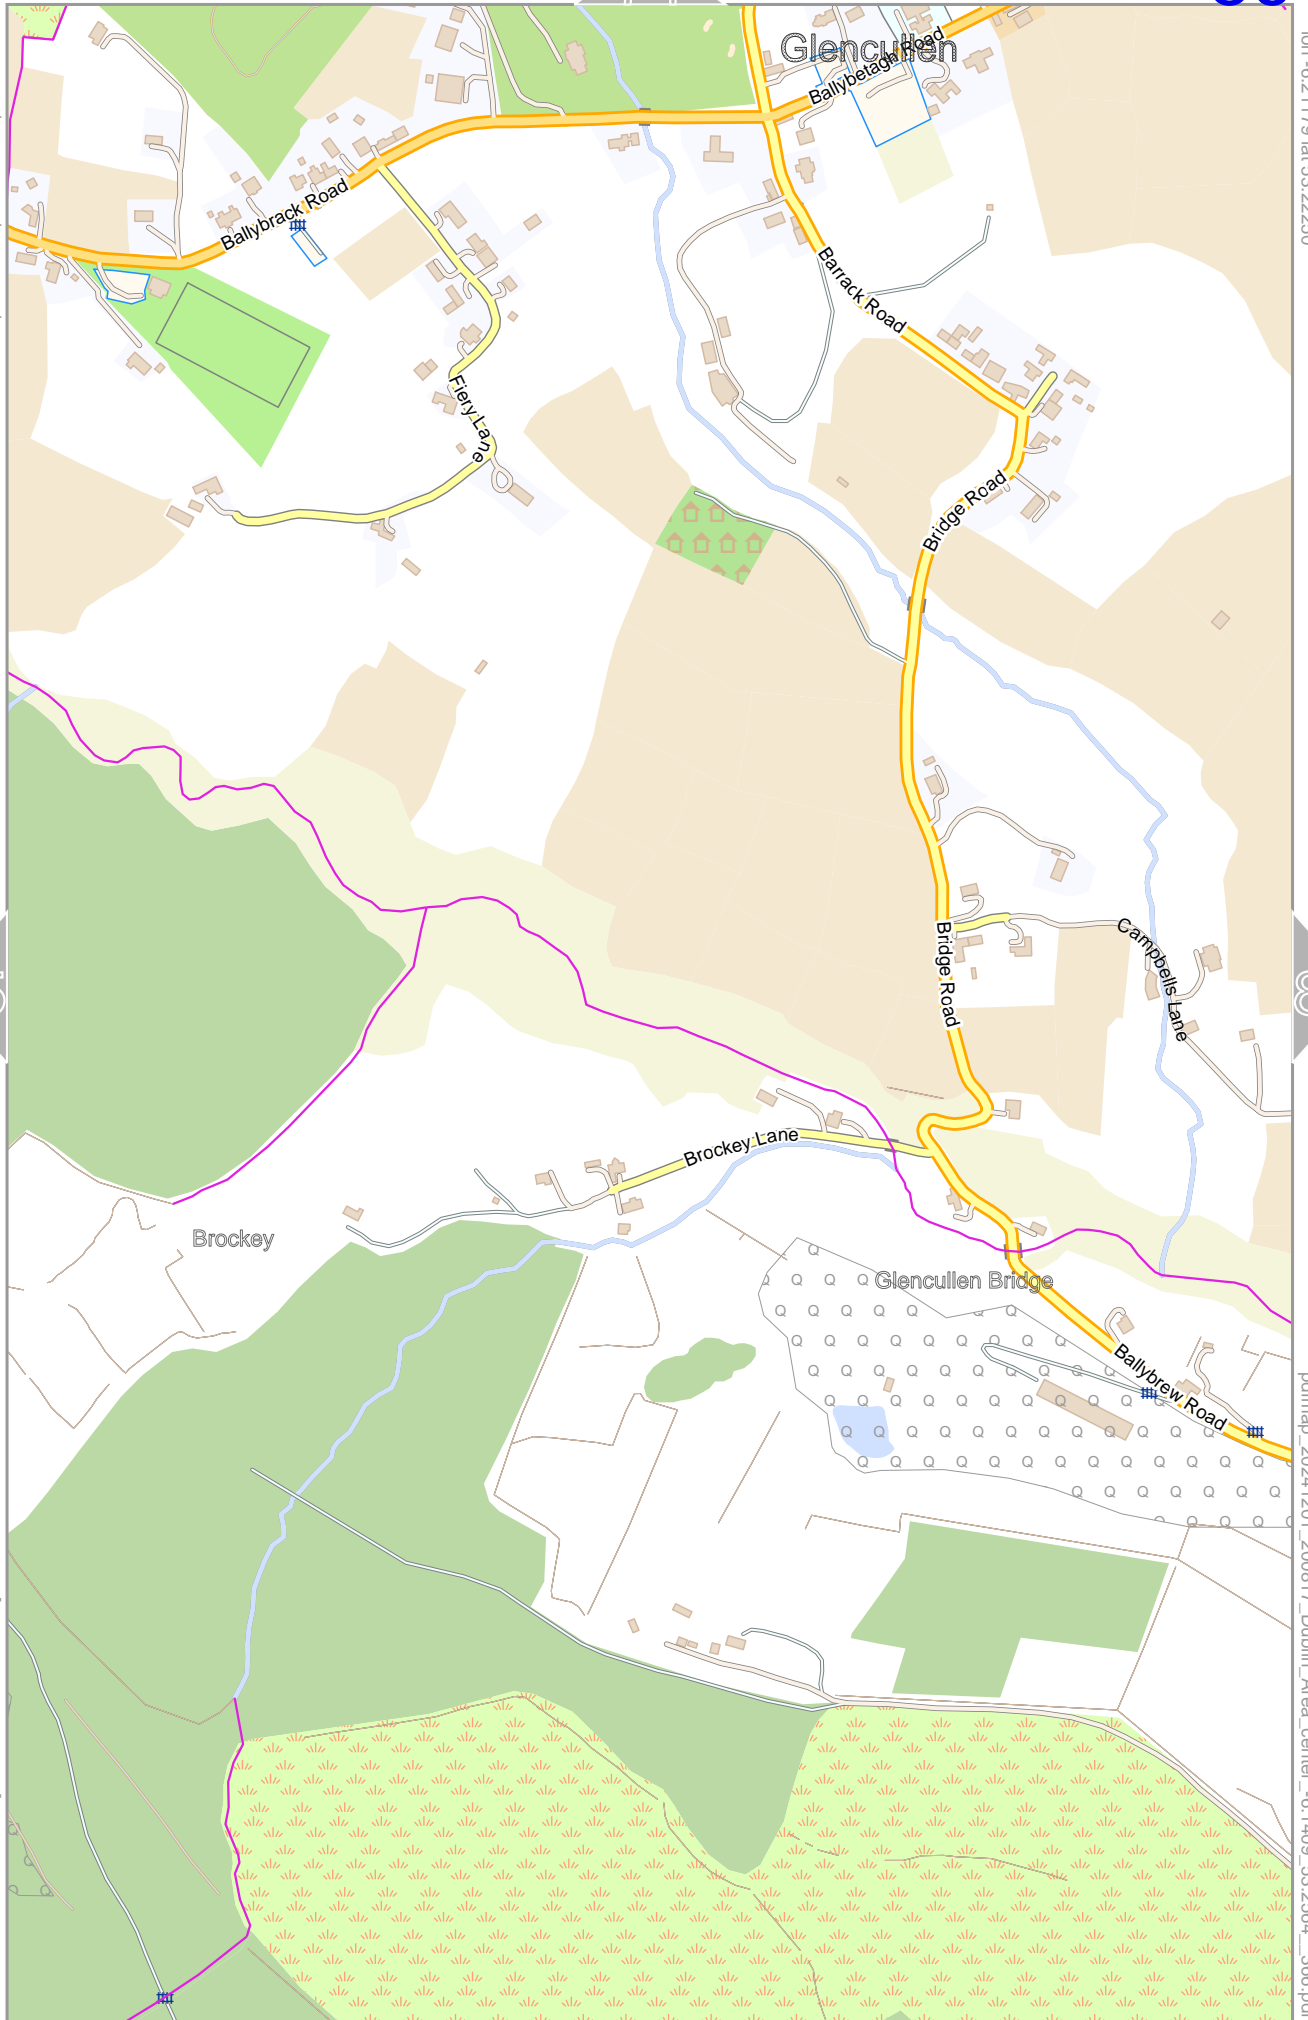 Glencullen
Ballybetagh Road
Ballybrack Road
Barrack Road
Fiery Lane
Bridge Road
Campbells Lane
Bridge Road
Brockey Lane
Brockey
Glencullen Bridge
Ballybrew Road